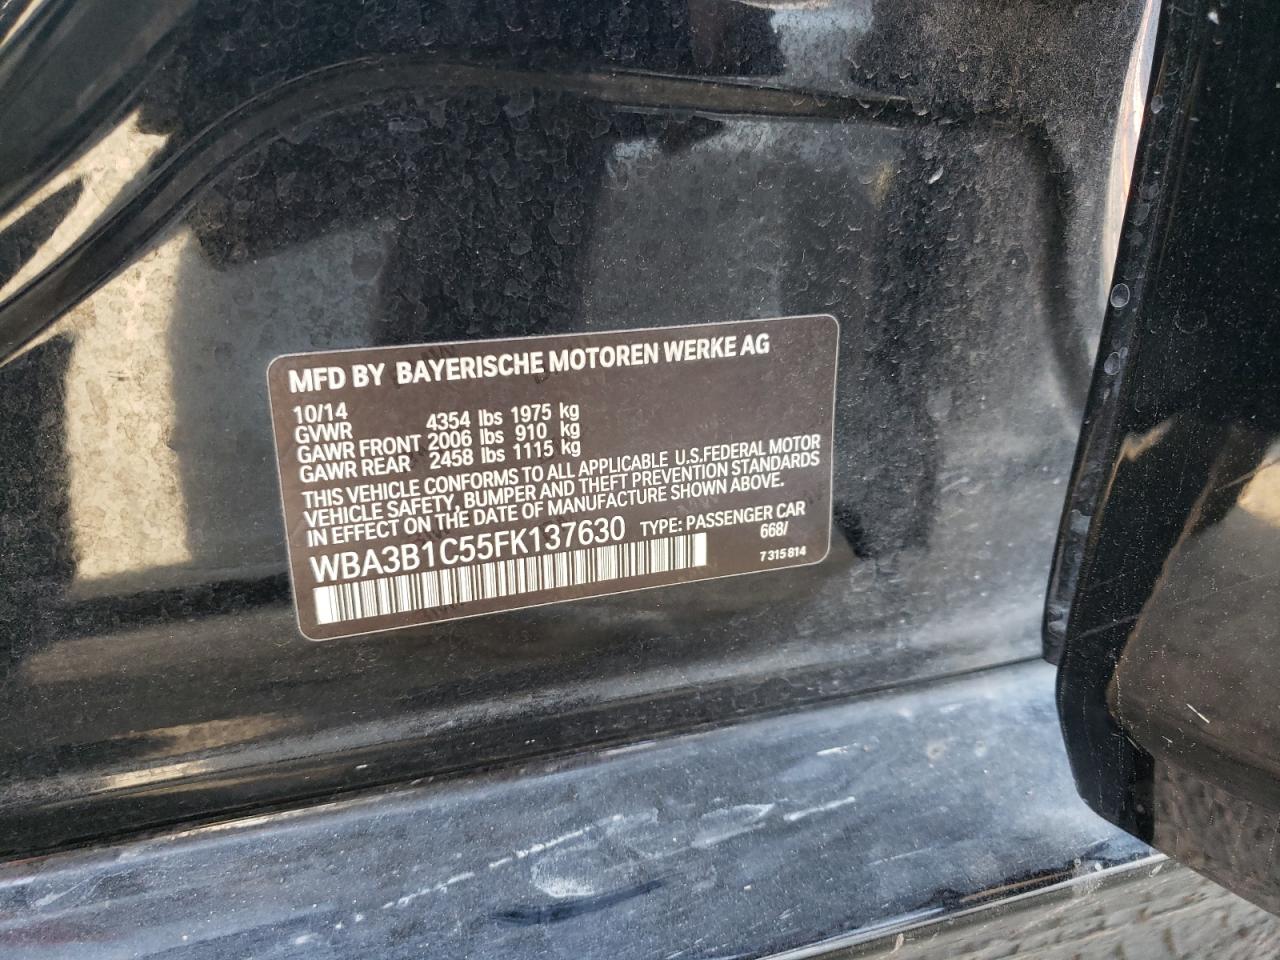 MFD BY BAYERISCHE MOTOREN WERKE AG
10/14
GVWR 4354 lbs 1975 kg
GAWR FRONT 2006 lbs 910 kg
GAWR REAR 2458 lbs 1115 kg
THIS VEHICLE CONFORMS TO ALL APPLICABLE U.S.FEDERAL MOTOR
VEHICLE SAFETY, BUMPER AND THEFT PREVENTION STANDARDS
IN EFFECT ON THE DATE OF MANUFACTURE SHOWN ABOVE.
WBA3B1C55FK137630 TYPE: PASSENGER CAR
668/
7 315 814